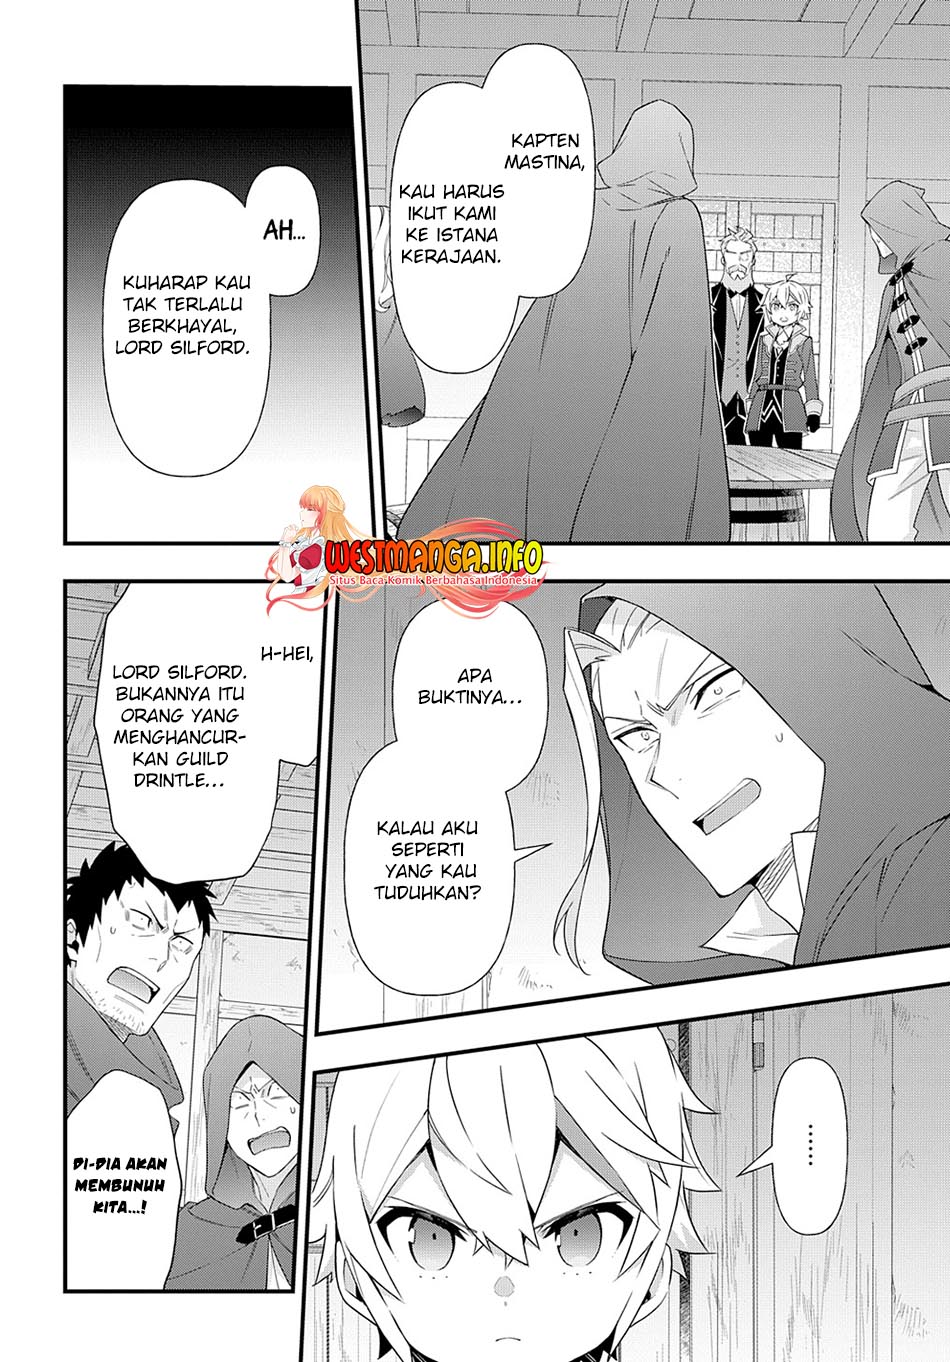 KAPTEN
MASTINA,
KAU HARUS
IKUT KAMI
KE ISTANA
KERAJAAN.
AH...
KUHARAP KAU
TAK TERLALU
BERKHAYAL,
LORD SILFORD.
WESTMANGA.INFO
Situs Baca Komik Berbahasa Indonesia
APA
BUKTINYA...
KALAU AKU
SEPERTI
YANG KAU
TUDUHKAN?
H-HEI,
LORD SILFORD.
BUKANNYA ITU
ORANG YANG
MENGHANCUR-
KAN GUILD
DRINTLE...
DI-DIA AKAN
MEMBUNUH
KITA...!
........